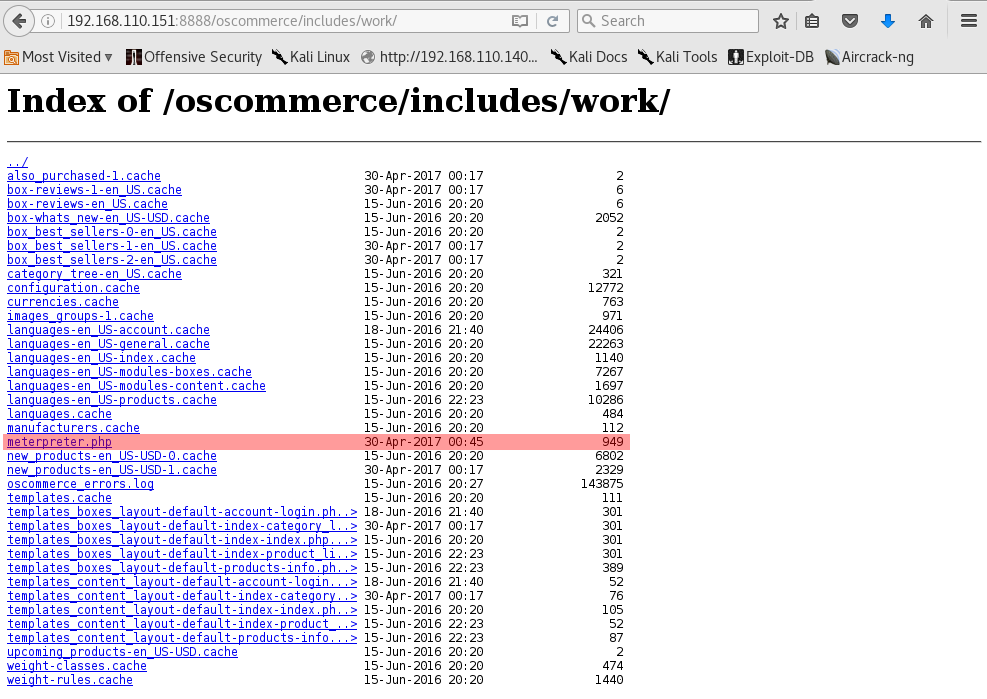 192.168.110.151:8888/oscommerce/includes/work/ Search
Most Visited Offensive Security Kali Linux http://192.168.110.140... Kali Docs Kali Tools Exploit-DB Aircrack-ng
Index of /oscommerce/includes/work/
../
also_purchased-1.cache 30-Apr-2017 00:17 2
box-reviews-1-en_US.cache 30-Apr-2017 00:17 6
box-reviews-en_US.cache 15-Jun-2016 20:20 6
box-whats_new-en_US-USD.cache 15-Jun-2016 20:20 2052
box_best_sellers-0-en_US.cache 15-Jun-2016 20:20 2
box_best_sellers-1-en_US.cache 30-Apr-2017 00:17 2
box_best_sellers-2-en_US.cache 30-Apr-2017 00:17 2
category_tree-en_US.cache 15-Jun-2016 20:20 321
configuration.cache 15-Jun-2016 20:20 12772
currencies.cache 15-Jun-2016 20:20 763
images_groups-1.cache 15-Jun-2016 20:20 971
languages-en_US-account.cache 18-Jun-2016 21:40 24406
languages-en_US-general.cache 15-Jun-2016 20:20 22263
languages-en_US-index.cache 15-Jun-2016 20:20 1140
languages-en_US-modules-boxes.cache 15-Jun-2016 20:20 7267
languages-en_US-modules-content.cache 15-Jun-2016 20:20 1697
languages-en_US-products.cache 15-Jun-2016 22:23 10286
languages.cache 15-Jun-2016 20:20 484
manufacturers.cache 15-Jun-2016 20:20 112
meterpreter.php 30-Apr-2017 00:45 949
new_products-en_US-USD-0.cache 15-Jun-2016 20:20 6802
new_products-en_US-USD-1.cache 30-Apr-2017 00:17 2329
oscommerce_errors.log 15-Jun-2016 20:27 143875
templates.cache 15-Jun-2016 20:20 111
templates_boxes_layout-default-account-login.ph..> 18-Jun-2016 21:40 301
templates_boxes_layout-default-index-category_l..> 30-Apr-2017 00:17 301
templates_boxes_layout-default-index-index.php...> 15-Jun-2016 20:20 301
templates_boxes_layout-default-index-product_li..> 15-Jun-2016 22:23 301
templates_boxes_layout-default-products-info.ph..> 15-Jun-2016 22:23 389
templates_content_layout-default-account-login...> 18-Jun-2016 21:40 52
templates_content_layout-default-index-category..> 30-Apr-2017 00:17 76
templates_content_layout-default-index-index.ph..> 15-Jun-2016 20:20 105
templates_content_layout-default-index-product_..> 15-Jun-2016 22:23 52
templates_content_layout-default-products-info...> 15-Jun-2016 22:23 87
upcoming_products-en_US-USD.cache 15-Jun-2016 20:20 2
weight-classes.cache 15-Jun-2016 20:20 474
weight-rules.cache 15-Jun-2016 20:20 1440